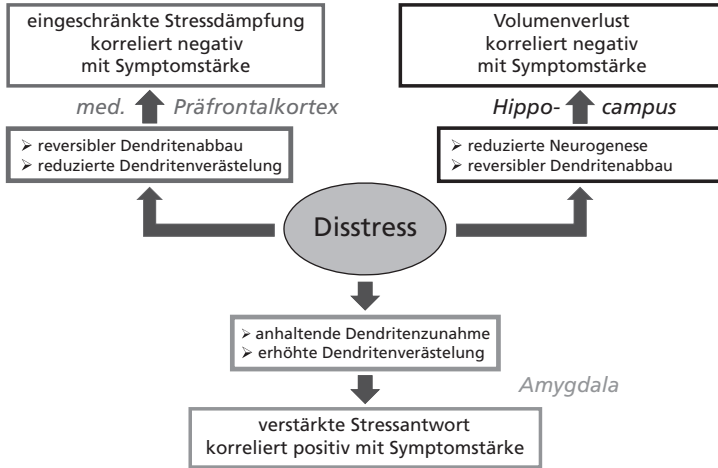 eingeschränkte Stressdämpfung
korreliert negativ
mit Symptomstärke
Volumenverlust
korreliert negativ
mit Symptomstärke
med. Präfrontalkortex
Hippo- campus
➢ reversibler Dendritenabbau
➢ reduzierte Dendritenverästelung
➢ reduzierte Neurogenese
➢ reversibler Dendritenabbau
Disstress
➢ anhaltende Dendritenzunahme
➢ erhöhte Dendritenverästelung
Amygdala
verstärkte Stressantwort
korreliert positiv mit Symptomstärke